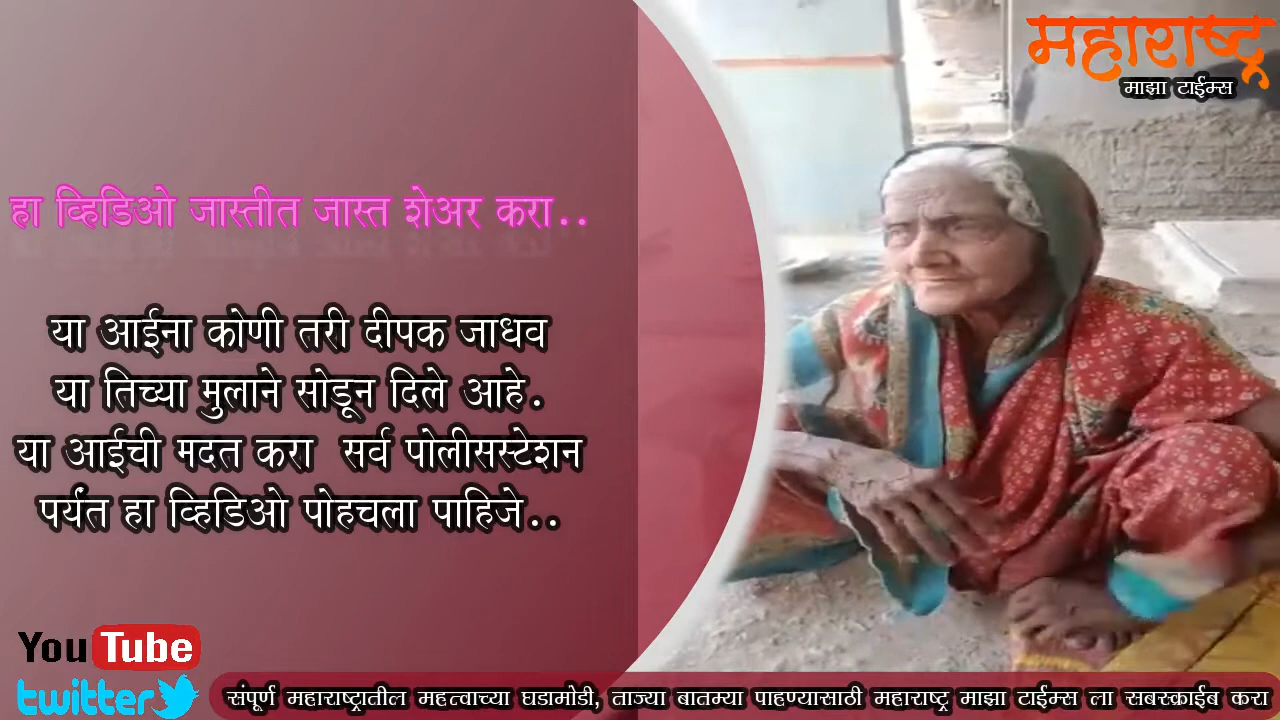 महाराष्ट्र
माझा टाईम्स
हा व्हिडिओ जास्तीत जास्त शेअर करा..
या आईना कोणी तरी दीपक जाधव
या तिच्या मुलाने सोडून दिले आहे.
या आईची मदत करा सर्व पोलीसस्टेशन
पर्यंत हा व्हिडिओ पोहचला पाहिजे..
YouTube
twitter
संपूर्ण महाराष्ट्रातील महत्वाच्या घडामोडी, ताज्या बातम्या पाहण्यासाठी महाराष्ट्र माझा टाईम्स ला सबस्क्राईब करा